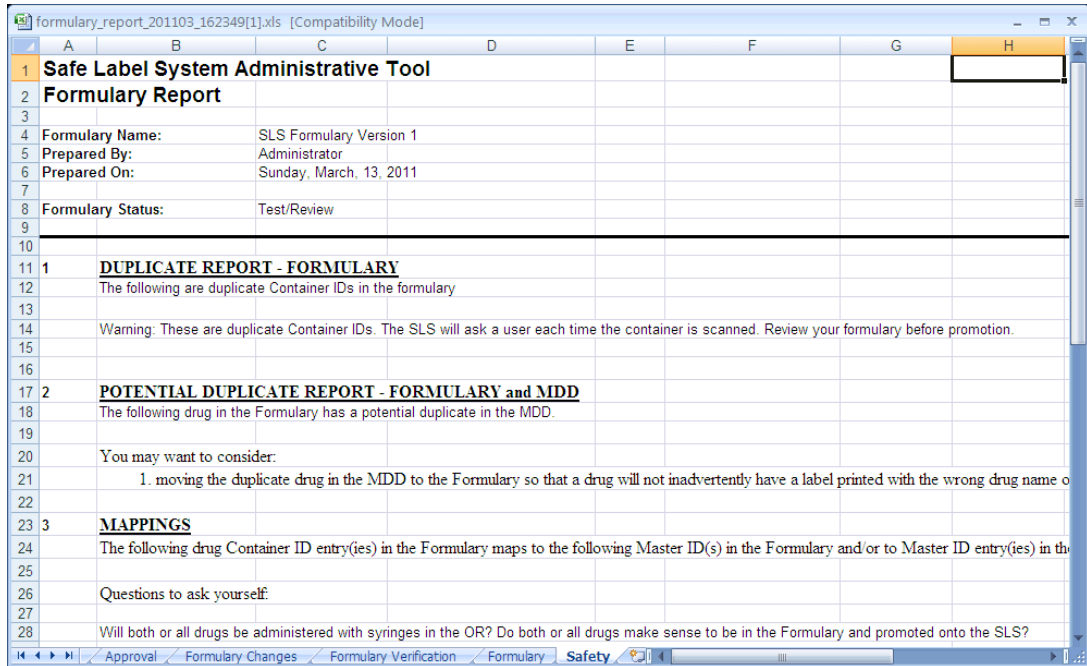 formulary_report_201103_162349[1].xls [Compatibility Mode]
A B C D E F G H
1 Safe Label System Administrative Tool
2 Formulary Report
3
4 Formulary Name: SLS Formulary Version 1
5 Prepared By: Administrator
6 Prepared On: Sunday, March, 13, 2011
7
8 Formulary Status: Test/Review
9
10
11 1 DUPLICATE REPORT - FORMULARY
12 The following are duplicate Container IDs in the formulary
13
14 Warning: These are duplicate Container IDs. The SLS will ask a user each time the container is scanned. Review your formulary before promotion.
15
16
17 2 POTENTIAL DUPLICATE REPORT - FORMULARY and MDD
18 The following drug in the Formulary has a potential duplicate in the MDD.
19
20 You may want to consider:
21 1. moving the duplicate drug in the MDD to the Formulary so that a drug will not inadvertently have a label printed with the wrong drug name o
22
23 3 MAPPINGS
24 The following drug Container ID entry(ies) in the Formulary maps to the following Master ID(s) in the Formulary and/or to Master ID entry(ies) in th
25
26 Questions to ask yourself:
27
28 Will both or all drugs be administered with syringes in the OR? Do both or all drugs make sense to be in the Formulary and promoted onto the SLS?
Approval Formulary Changes Formulary Verification Formulary Safety